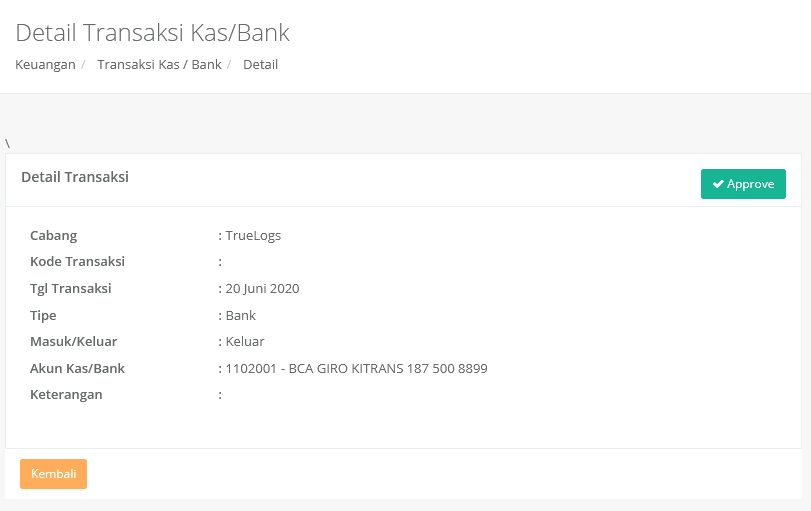 Detail Transaksi Kas/Bank
Keuangan / Transaksi Kas / Bank / Detail
\
Detail Transaksi
Approve
Cabang : TrueLogs
Kode Transaksi :
Tgl Transaksi : 20 Juni 2020
Tipe : Bank
Masuk/Keluar : Keluar
Akun Kas/Bank : 1102001 - BCA GIRO KITRANS 187 500 8899
Keterangan :
Kembali